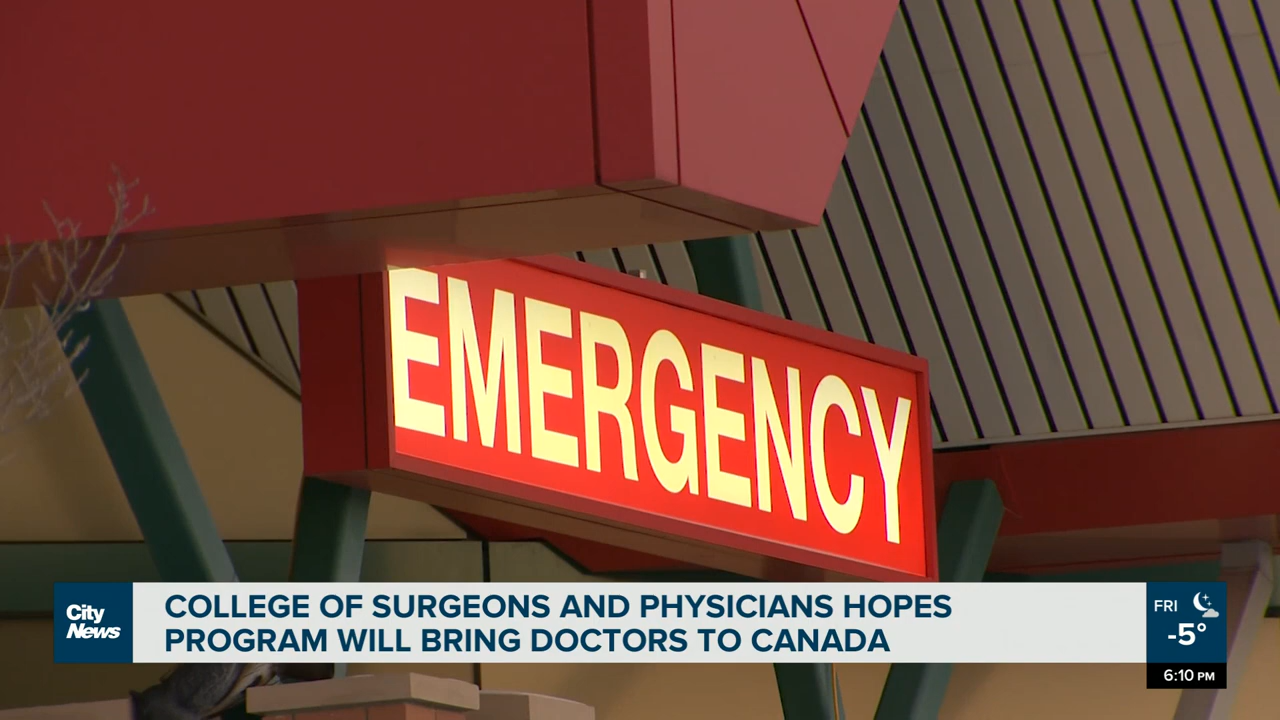 EMERGENCY
City
News
COLLEGE OF SURGEONS AND PHYSICIANS HOPES
PROGRAM WILL BRING DOCTORS TO CANADA
FRI
-5°
6:10 PM